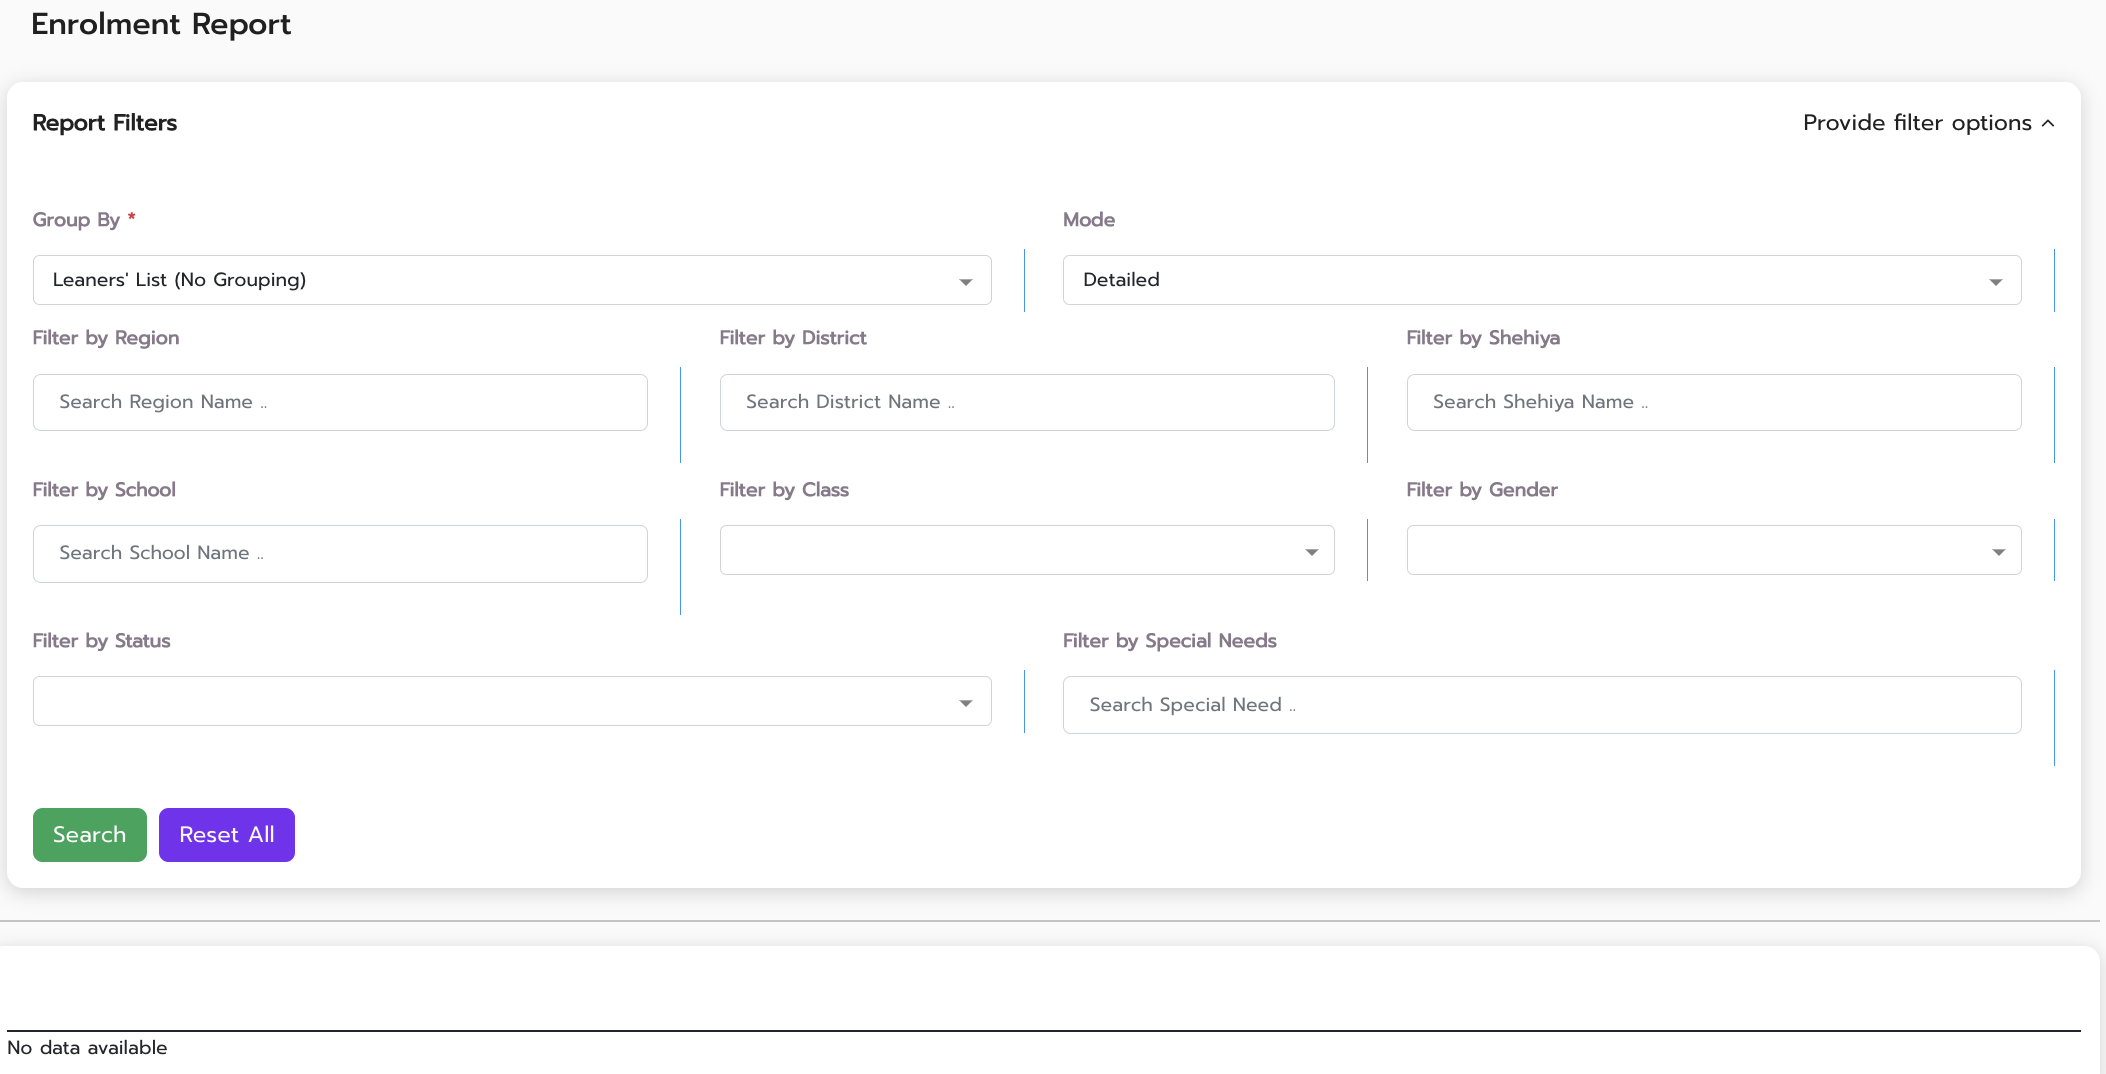 Enrolment Report
Report Filters
Provide filter options
Group By *
Mode
Leaners' List (No Grouping)
Detailed
Filter by Region
Filter by District
Filter by Shehiya
Search Region Name ..
Search District Name ..
Search Shehiya Name ..
Filter by School
Filter by Class
Filter by Gender
Search School Name ..
Filter by Status
Filter by Special Needs
Search Special Need ..
Search
Reset All
No data available